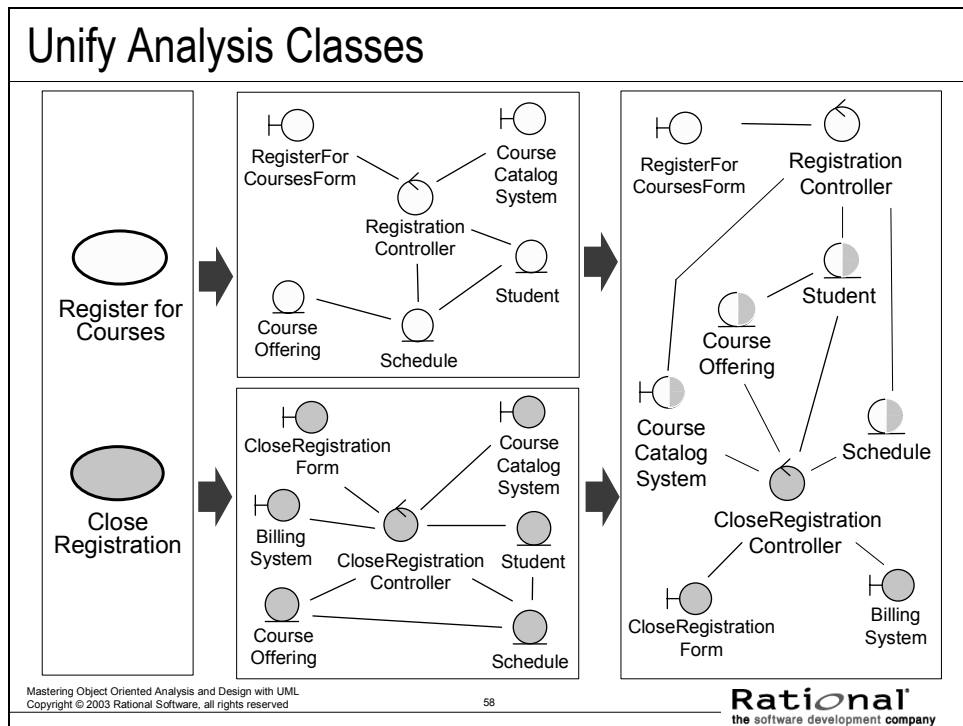 Unify Analysis Classes
Register for
Courses
Close
Registration
RegisterFor
CoursesForm
Course
Catalog
System
Registration
Controller
Student
Course
Offering
Schedule
CloseRegistration
Form
Course
Catalog
System
Billing
System
CloseRegistration
Controller
Student
Course
Offering
Schedule
RegisterFor
CoursesForm
Registration
Controller
Student
Course
Offering
Course
Catalog
System
Schedule
CloseRegistration
Controller
CloseRegistration
Form
Billing
System
Mastering Object Oriented Analysis and Design with UML
Copyright © 2003 Rational Software, all rights reserved
58
Rational
the software development company